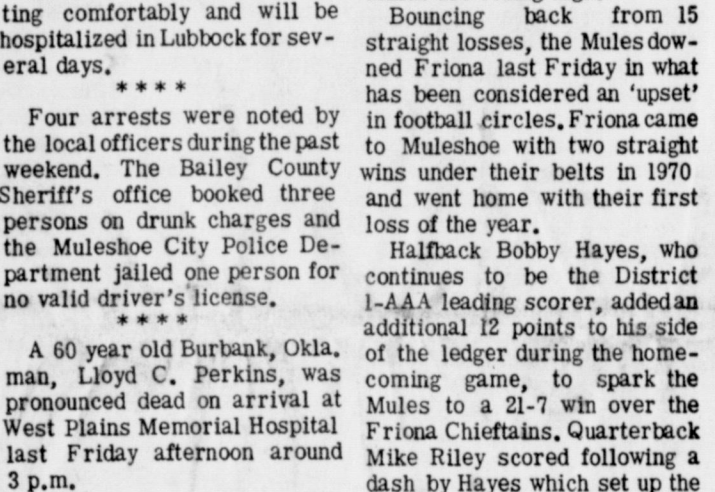 ting comfortably and will be
hospitalized in Lubbock for sev-
eral days.
****
Four arrests were noted by
the local officers during the past
weekend. The Bailey County
Sheriff's office booked three
persons on drunk charges and
the Muleshoe City Police De-
partment jailed one person for
no valid driver's license.
****
A 60 year old Burbank, Okla.
man, Lloyd C. Perkins, was
pronounced dead on arrival at
West Plains Memorial Hospital
last Friday afternoon around
3 p.m.
Bouncing back from 15
straight losses, the Mules dow-
ned Friona last Friday in what
has been considered an 'upset'
in football circles. Friona came
to Muleshoe with two straight
wins under their belts in 1970
and went home with their first
loss of the year.
Halfback Bobby Hayes, who
continues to be the District
1-AAA leading scorer, added an
additional 12 points to his side
of the ledger during the home-
coming game, to spark the
Mules to a 21-7 win over the
Friona Chieftains. Quarterback
Mike Riley scored following a
dash by Hayes which set up the